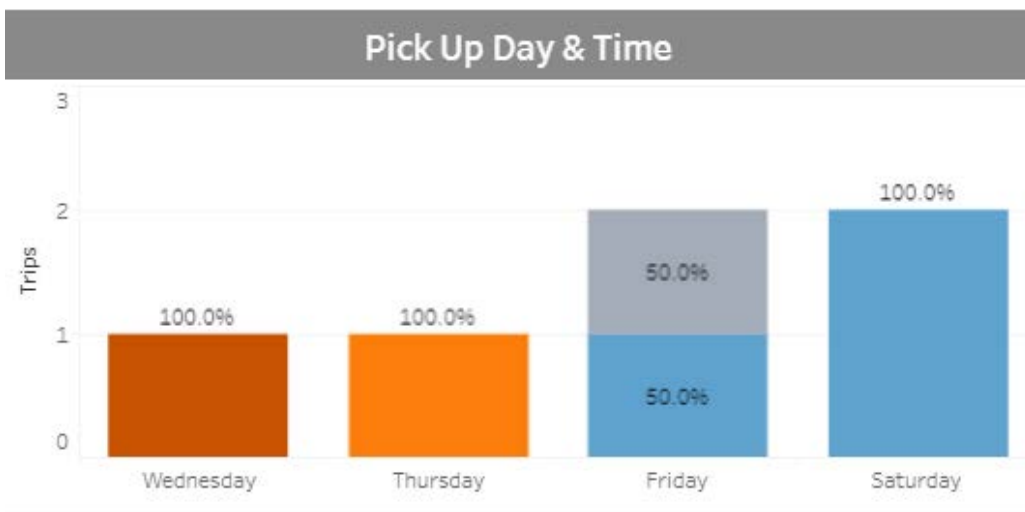 Pick Up Day & Time
3
100.0%
2
50.0%
Trips
100.0%
100.0%
1
50.0%
0
Wednesday
Thursday
Friday
Saturday